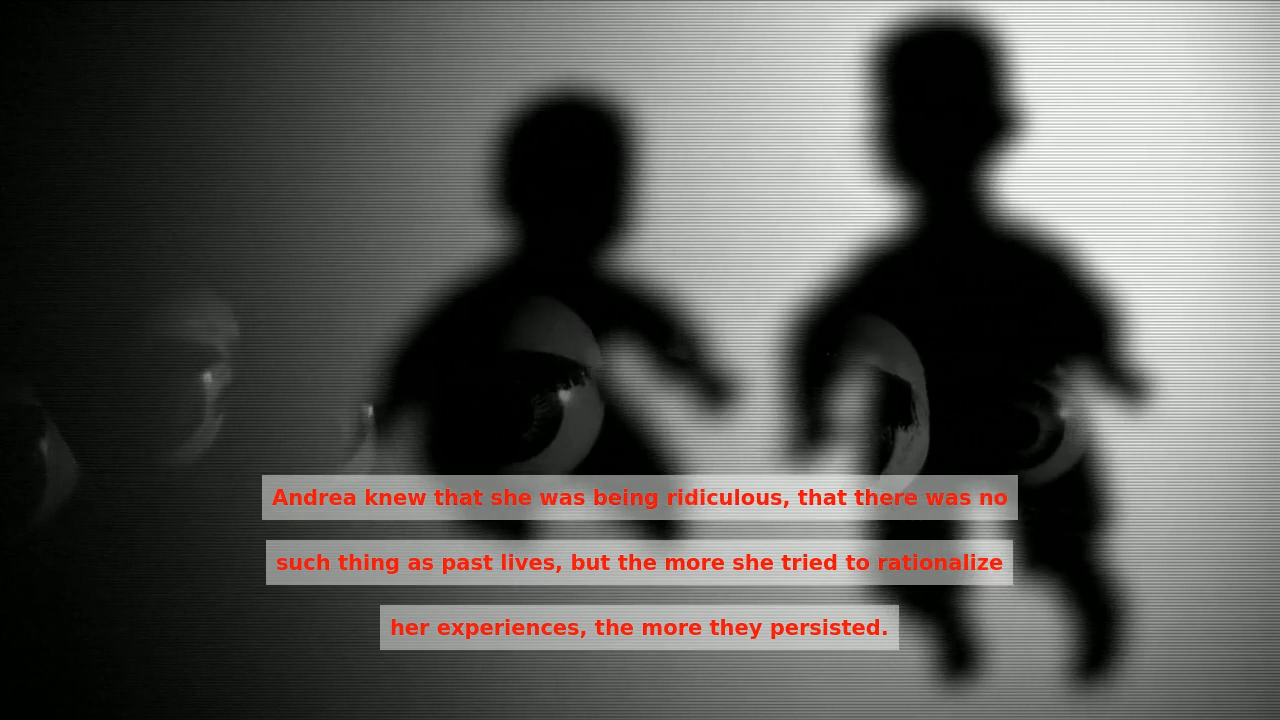 Andrea knew that she was being ridiculous, that there was no
such thing as past lives, but the more she tried to rationalize
her experiences, the more they persisted.